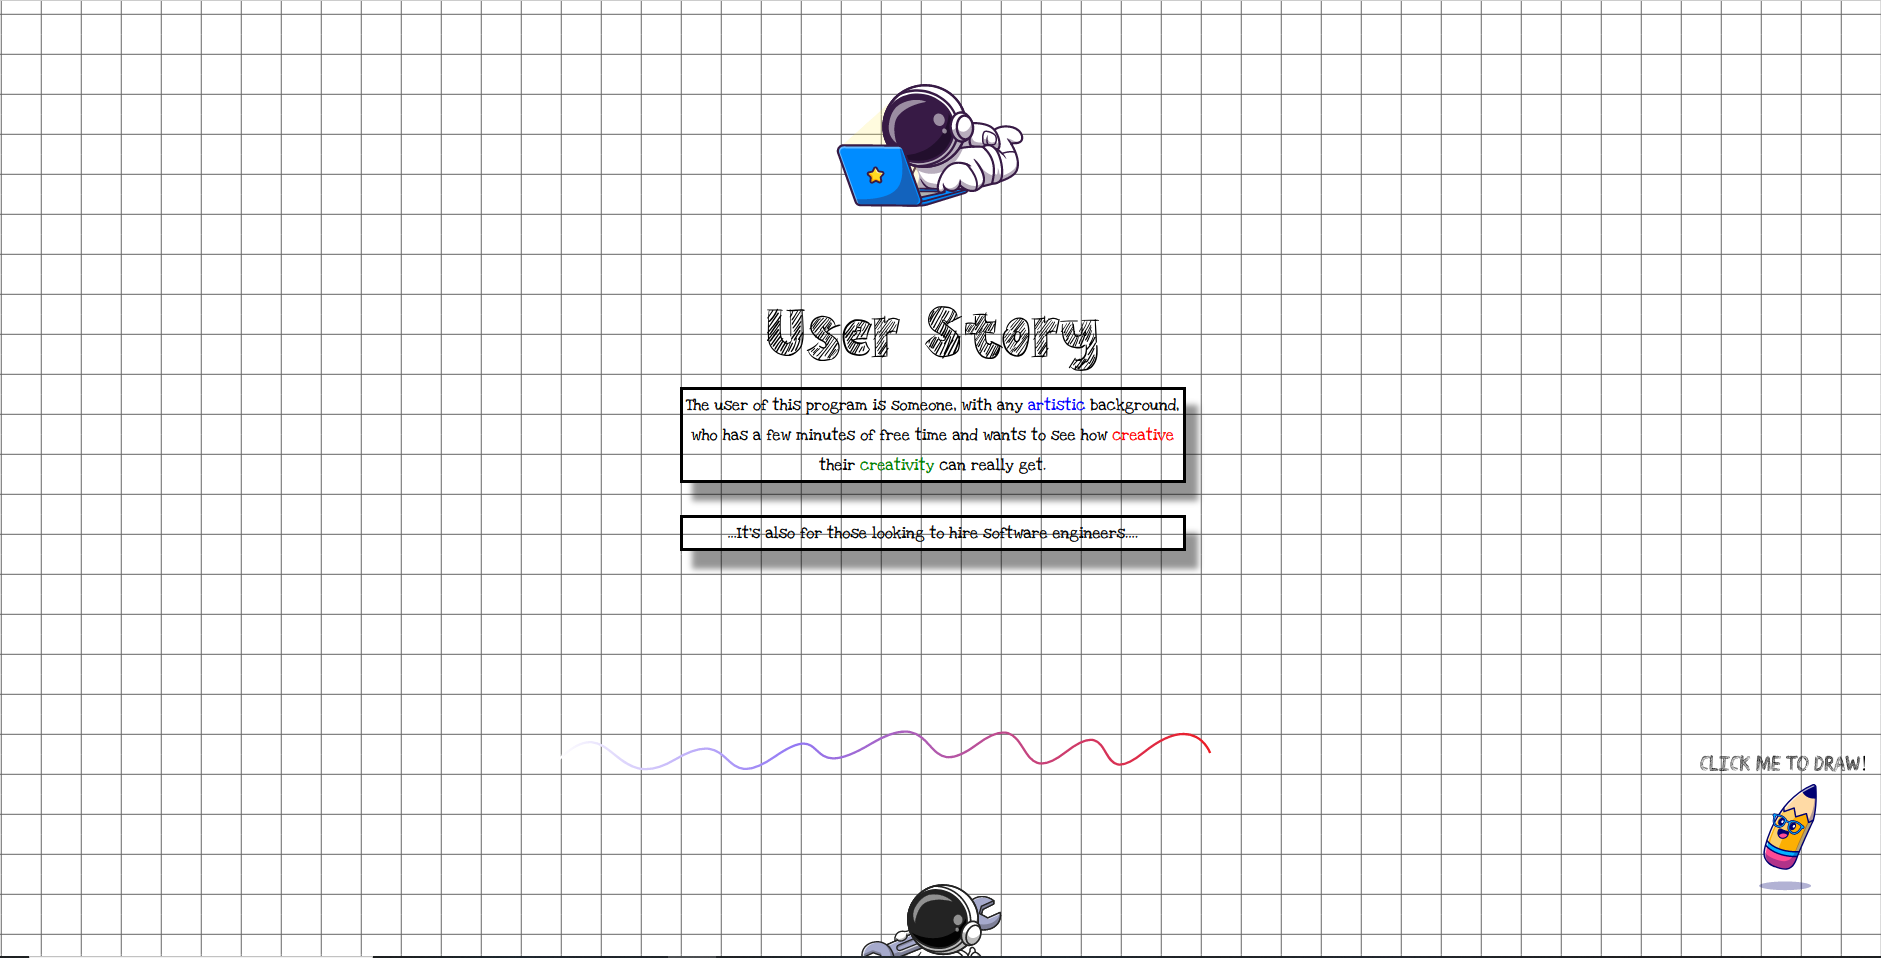 User Story
The user of this program is someone, with any artistic background,
who has a few minutes of free time and wants to see how creative
their creativity can really get.
...It's also for those looking to hire software engineers....
CLICK ME TO DRAW!